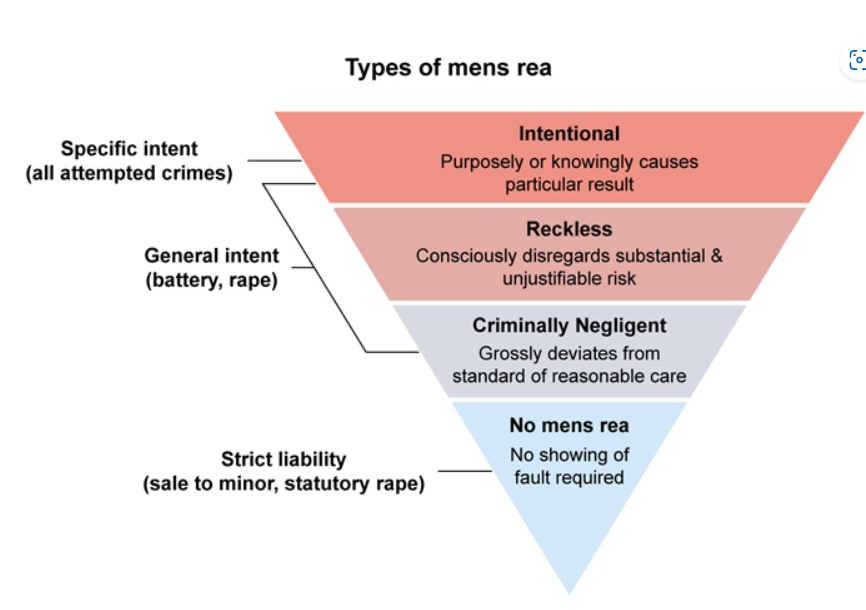 Types of mens rea
Specific intent
(all attempted crimes)
Intentional
Purposely or knowingly causes
particular result
General intent
(battery, rape)
Reckless
Consciously disregards substantial &
unjustifiable risk
Criminally Negligent
Grossly deviates from
standard of reasonable care
Strict liability
(sale to minor, statutory rape)
No mens rea
No showing of
fault required